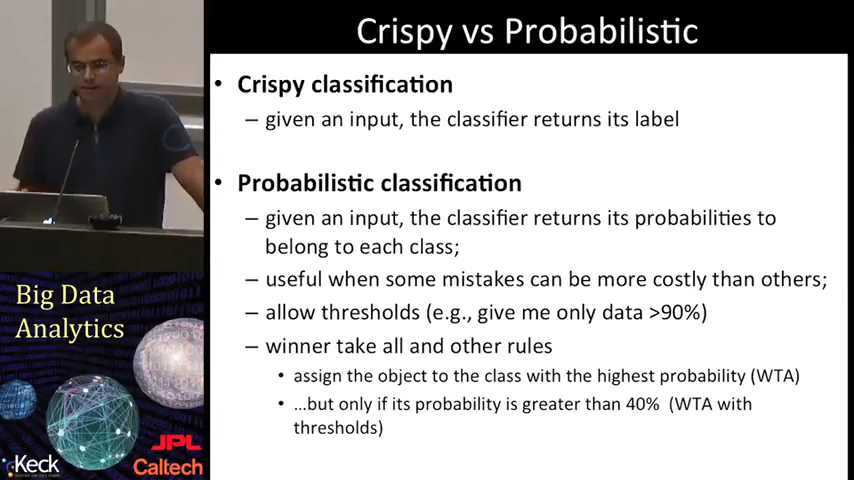 Crispy vs Probabilistic
• Crispy classification
– given an input, the classifier returns its label
• Probabilistic classification
– given an input, the classifier returns its probabilities to
belong to each class;
– useful when some mistakes can be more costly than others;
– allow thresholds (e.g., give me only data >90%)
– winner take all and other rules
• assign the object to the class with the highest probability (WTA)
• …but only if its probability is greater than 40% (WTA with
thresholds)
Big Data
Analytics
Keck
JPL
Caltech